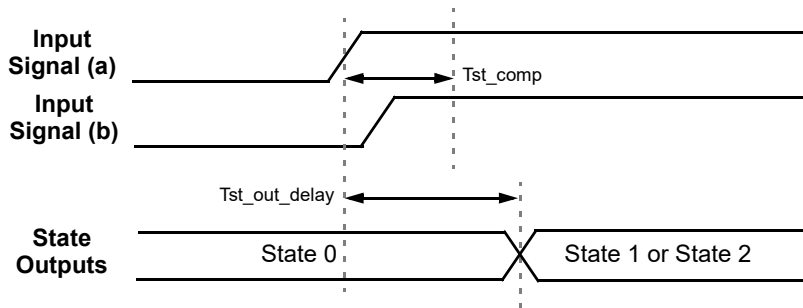 Input
Signal (a)
Tst_comp
Input
Signal (b)
Tst_out_delay
State
Outputs
State 0
State 1 or State 2